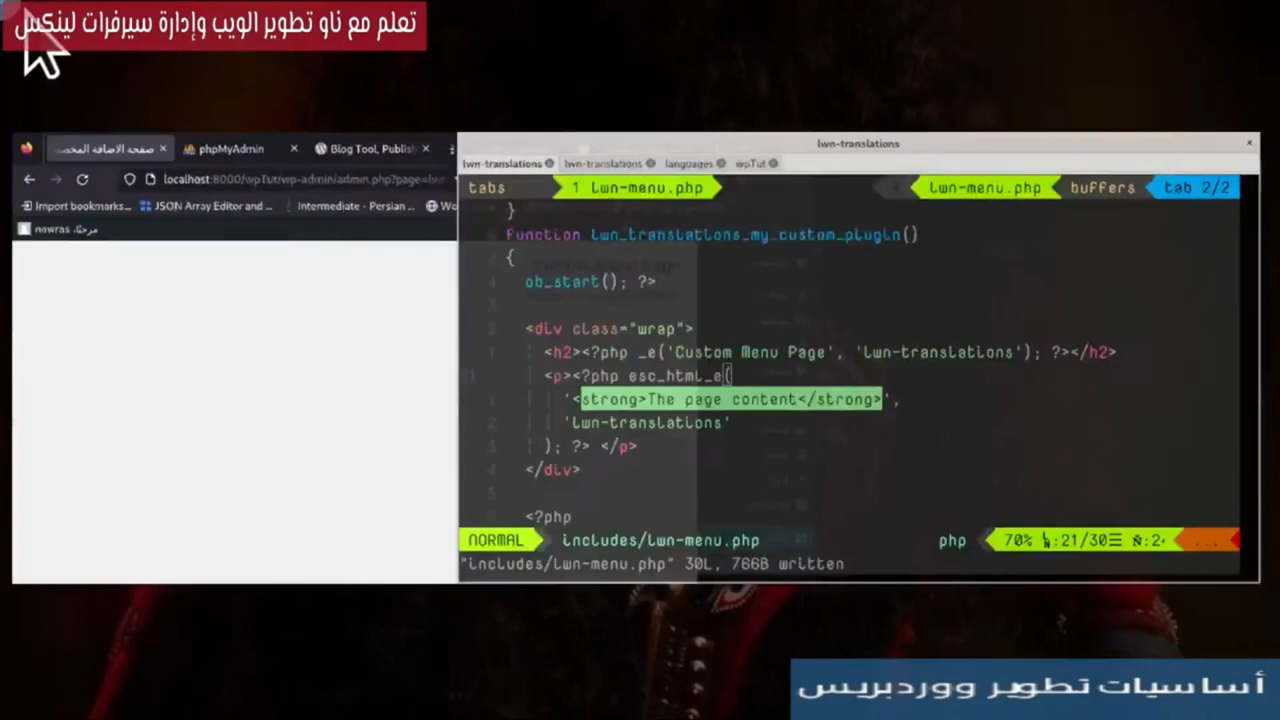 تعلم مع ناو تطوير الويب وإدارة سيرفرات لينكس
صفحة الاضافة المخصد
phpMyAdmin
Blog Tool, Publish
localhost:8000/wpTut/wp-admin/admin.php?page=lwn
Import bookmarks...
JSON Array Editor and ...
Intermediate - Persian ...
مرحبًا، nawras
lwn-translations
lwn-translations
lwn-translations
languages
wpTut
tabs
1 lwn-menu.php
lwn-menu.php
buffers
tab 2/2
}
function lwn_translations_my_custom_plugin()
{
ob_start(); ?>
<div class="wrap">
<h2><?php _e('Custom Menu Page', 'lwn-translations'); ?></h2>
<p><?php esc_html_e(
'<strong>The page content</strong>',
'lwn-translations'
); ?> </p>
</div>
<?php
NORMAL
includes/lwn-menu.php
php
70%
:21/30
"includes/lwn-menu.php" 30L, 766B written
أساسيات تطوير ووردبريس